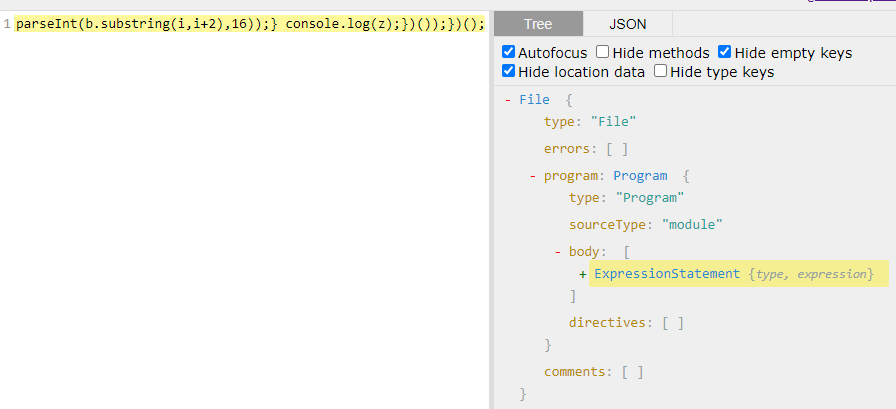 1 parseInt(b.substring(i,i+2),16));} console.log(z);})());})();
Tree JSON
Autofocus Hide methods Hide empty keys
Hide location data Hide type keys
- File {
type: "File"
errors: [ ]
- program: Program {
type: "Program"
sourceType: "module"
- body: [
+ ExpressionStatement {type, expression}
]
directives: [ ]
}
comments: [ ]
}